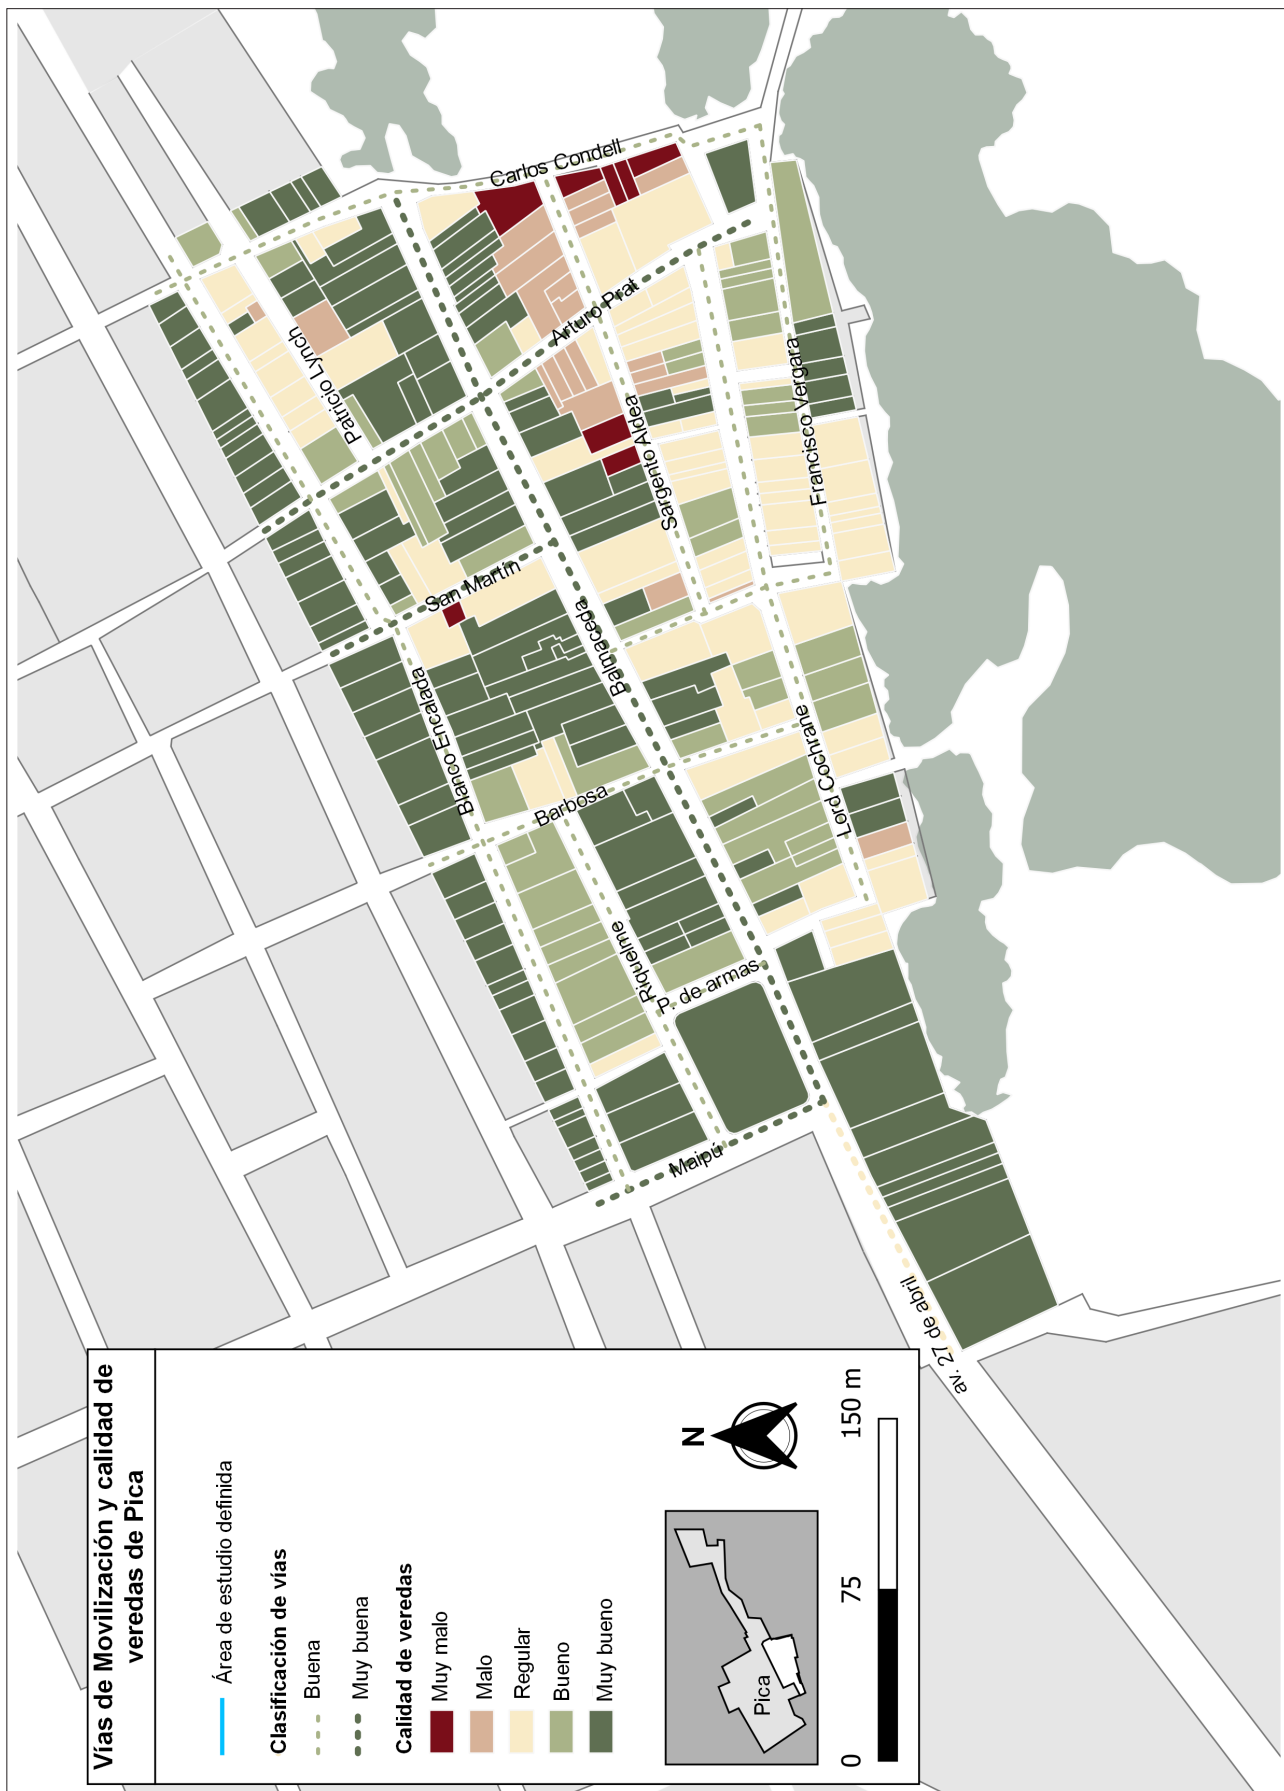 Vías de Movilización y calidad de
veredas de Pica
Área de estudio definida
Clasificación de vías
Buena
Muy buena
Calidad de veredas
Muy malo
Malo
Regular
Bueno
Muy bueno
Pica
N
0
75
150 m
Carlos Condell
Arturo Prat
Patricio Lynch
Sargento Aldea
Francisco Vergara
San Martín
Balmaceda
Blanco Encalada
Barbosa
Lord Cochrane
Riquelme
P. de armas
Maipú
av. 27 de abril